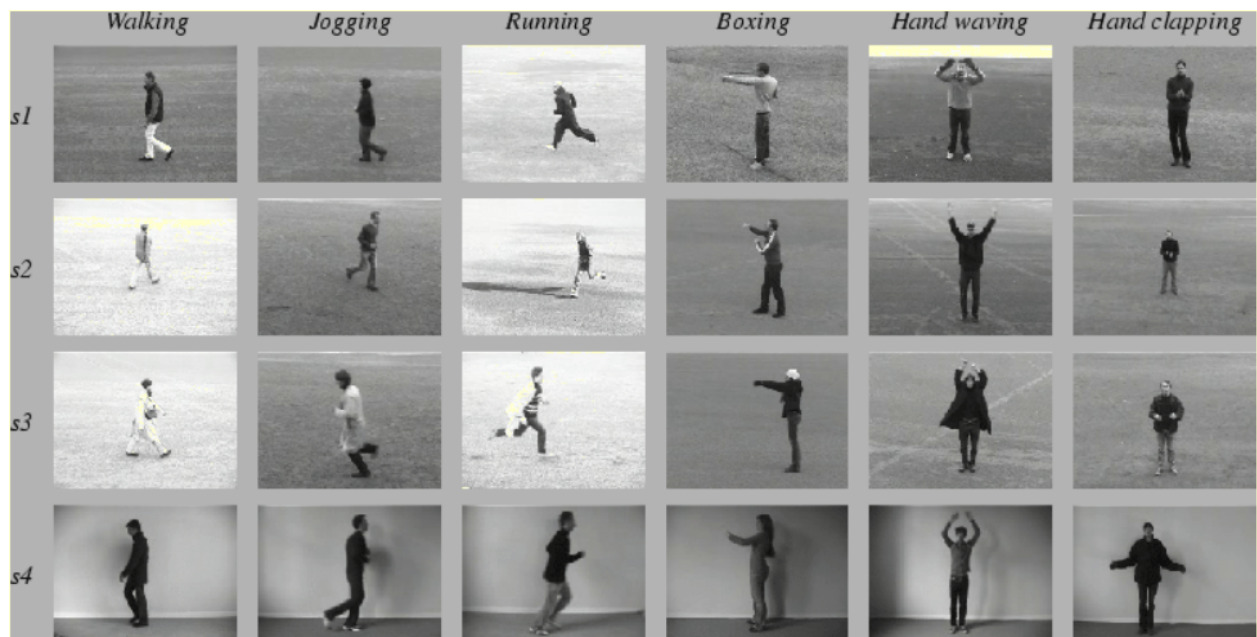 Walking Jogging Running Boxing Hand waving Hand clapping
s1
s2
s3
s4